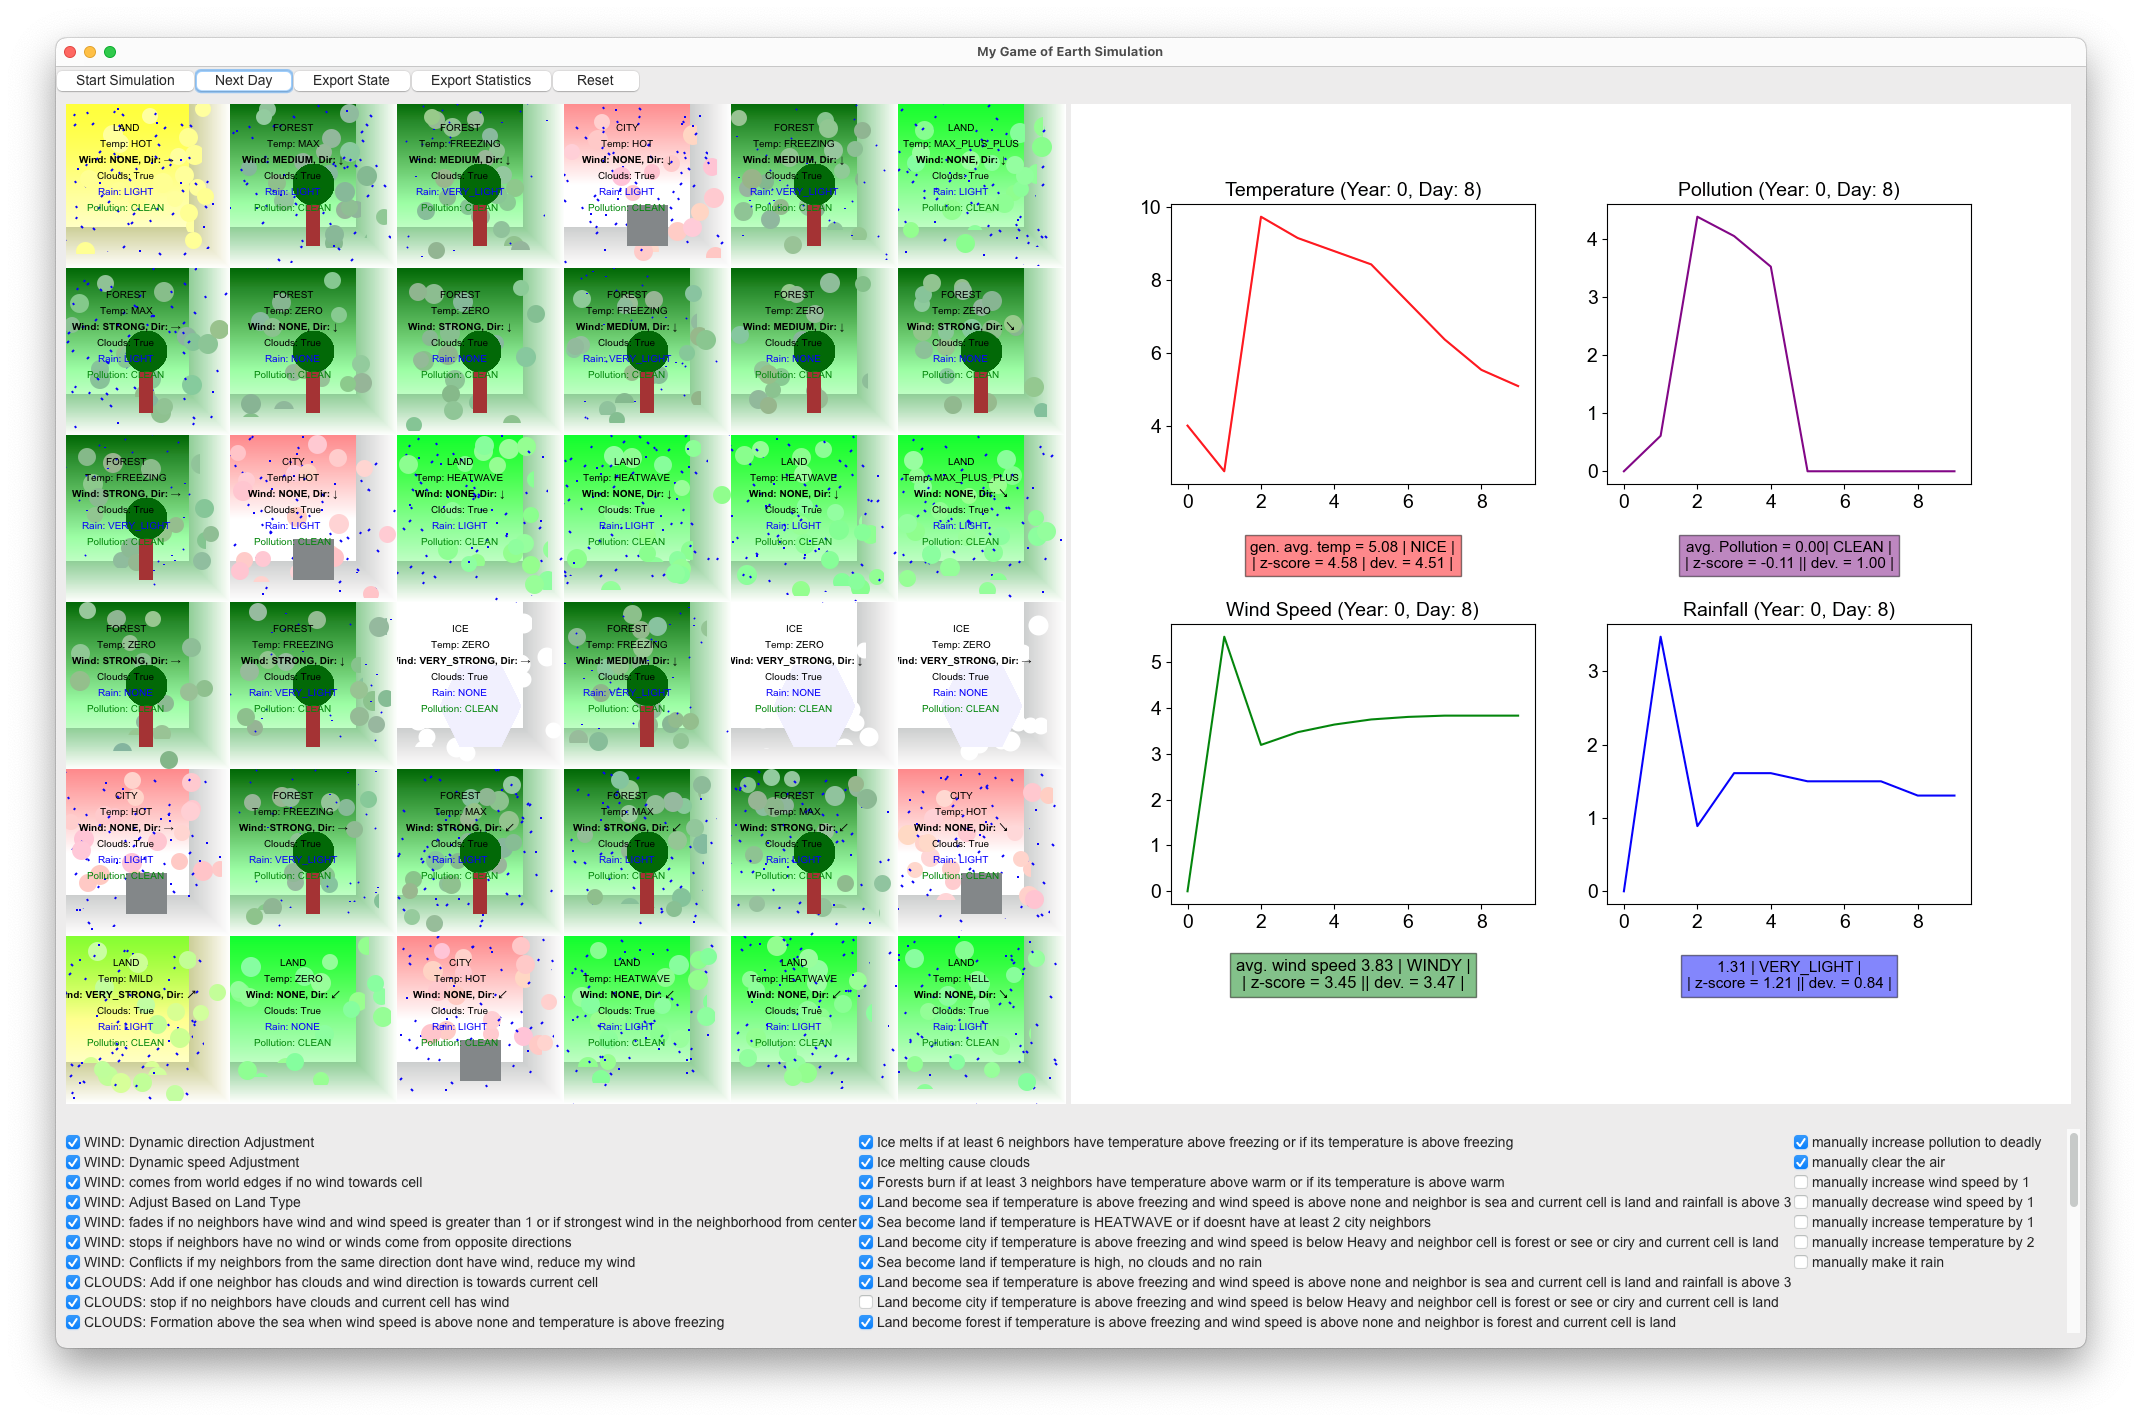 My Game of Earth Simulation
Start Simulation Next Day Export State Export Statistics Reset
LAND
Temp: HOT
Wind: NONE, Dir: →
Clouds: True
Rain: LIGHT
Pollution: CLEAN
FOREST
Temp: MAX
Wind: MEDIUM, Dir: ↓
Clouds: True
Rain: LIGHT
Pollution: CLEAN
FOREST
Temp: FREEZING
Wind: MEDIUM, Dir: ↓
Clouds: True
Rain: VERY_LIGHT
Pollution: CLEAN
CITY
Temp: HOT
Wind: NONE, Dir: ↓
Clouds: True
Rain: LIGHT
Pollution: CLEAN
FOREST
Temp: FREEZING
Wind: MEDIUM, Dir: ↓
Clouds: True
Rain: VERY_LIGHT
Pollution: CLEAN
LAND
Temp: MAX_PLUS_PLUS
Wind: NONE, Dir: ↓
Clouds: True
Rain: LIGHT
Pollution: CLEAN
FOREST
Temp: MAX
Wind: STRONG, Dir: →
Clouds: True
Rain: LIGHT
Pollution: CLEAN
FOREST
Temp: ZERO
Wind: NONE, Dir: ↓
Clouds: True
Rain: NONE
Pollution: CLEAN
FOREST
Temp: ZERO
Wind: STRONG, Dir: ↓
Clouds: True
Rain: NONE
Pollution: CLEAN
FOREST
Temp: FREEZING
Wind: MEDIUM, Dir: ↓
Clouds: True
Rain: VERY_LIGHT
Pollution: CLEAN
FOREST
Temp: ZERO
Wind: MEDIUM, Dir: ↓
Clouds: True
Rain: NONE
Pollution: CLEAN
FOREST
Temp: ZERO
Wind: STRONG, Dir: ↘
Clouds: True
Rain: NONE
Pollution: CLEAN
FOREST
Temp: FREEZING
Wind: STRONG, Dir: →
Clouds: True
Rain: VERY_LIGHT
Pollution: CLEAN
CITY
Temp: HOT
Wind: NONE, Dir: ↓
Clouds: True
Rain: LIGHT
Pollution: CLEAN
LAND
Temp: HEATWAVE
Wind: NONE, Dir: ↓
Clouds: True
Rain: LIGHT
Pollution: CLEAN
LAND
Temp: HEATWAVE
Wind: NONE, Dir: ↓
Clouds: True
Rain: LIGHT
Pollution: CLEAN
LAND
Temp: HEATWAVE
Wind: NONE, Dir: ↓
Clouds: True
Rain: LIGHT
Pollution: CLEAN
LAND
Temp: MAX_PLUS_PLUS
Wind: NONE, Dir: ↘
Clouds: True
Rain: LIGHT
Pollution: CLEAN
FOREST
Temp: ZERO
Wind: STRONG, Dir: →
Clouds: True
Rain: NONE
Pollution: CLEAN
FOREST
Temp: FREEZING
Wind: STRONG, Dir: ↓
Clouds: True
Rain: VERY_LIGHT
Pollution: CLEAN
ICE
Temp: ZERO
Wind: VERY_STRONG, Dir: →
Clouds: True
Rain: NONE
Pollution: CLEAN
FOREST
Temp: FREEZING
Wind: MEDIUM, Dir: ↓
Clouds: True
Rain: VERY_LIGHT
Pollution: CLEAN
ICE
Temp: ZERO
Wind: VERY_STRONG, Dir: ↓
Clouds: True
Rain: NONE
Pollution: CLEAN
ICE
Temp: ZERO
Wind: VERY_STRONG, Dir: →
Clouds: True
Rain: NONE
Pollution: CLEAN
CITY
Temp: HOT
Wind: NONE, Dir: →
Clouds: True
Rain: LIGHT
Pollution: CLEAN
FOREST
Temp: FREEZING
Wind: STRONG, Dir: →
Clouds: True
Rain: VERY_LIGHT
Pollution: CLEAN
FOREST
Temp: MAX
Wind: STRONG, Dir: ↙
Clouds: True
Rain: LIGHT
Pollution: CLEAN
FOREST
Temp: MAX
Wind: STRONG, Dir: ↙
Clouds: True
Rain: LIGHT
Pollution: CLEAN
FOREST
Temp: MAX
Wind: STRONG, Dir: ↙
Clouds: True
Rain: LIGHT
Pollution: CLEAN
CITY
Temp: HOT
Wind: NONE, Dir: ↘
Clouds: True
Rain: LIGHT
Pollution: CLEAN
LAND
Temp: MILD
nd: VERY_STRONG, Dir: ↗
Clouds: True
Rain: LIGHT
Pollution: CLEAN
LAND
Temp: ZERO
Wind: NONE, Dir: ↙
Clouds: True
Rain: NONE
Pollution: CLEAN
CITY
Temp: HOT
Wind: NONE, Dir: ↙
Clouds: True
Rain: LIGHT
Pollution: CLEAN
LAND
Temp: HEATWAVE
Wind: NONE, Dir: ↙
Clouds: True
Rain: LIGHT
Pollution: CLEAN
LAND
Temp: HEATWAVE
Wind: NONE, Dir: ↙
Clouds: True
Rain: LIGHT
Pollution: CLEAN
LAND
Temp: HELL
Wind: NONE, Dir: ↘
Clouds: True
Rain: LIGHT
Pollution: CLEAN
Temperature (Year: 0, Day: 8)
10
8
6
4
0 2 4 6 8
gen. avg. temp = 5.08 | NICE |
| z-score = 4.58 | dev. = 4.51 |
Pollution (Year: 0, Day: 8)
4
3
2
1
0
0 2 4 6 8
avg. Pollution = 0.00| CLEAN |
| z-score = -0.11 || dev. = 1.00 |
Wind Speed (Year: 0, Day: 8)
5
4
3
2
1
0
0 2 4 6 8
avg. wind speed 3.83 | WINDY |
| z-score = 3.45 || dev. = 3.47 |
Rainfall (Year: 0, Day: 8)
3
2
1
0
0 2 4 6 8
1.31 | VERY_LIGHT |
| z-score = 1.21 || dev. = 0.84 |
WIND: Dynamic direction Adjustment
WIND: Dynamic speed Adjustment
WIND: comes from world edges if no wind towards cell
WIND: Adjust Based on Land Type
WIND: fades if no neighbors have wind and wind speed is greater than 1 or if strongest wind in the neighborhood from center
WIND: stops if neighbors have no wind or winds come from opposite directions
WIND: Conflicts if my neighbors from the same direction dont have wind, reduce my wind
CLOUDS: Add if one neighbor has clouds and wind direction is towards current cell
CLOUDS: stop if no neighbors have clouds and current cell has wind
CLOUDS: Formation above the sea when wind speed is above none and temperature is above freezing
Ice melts if at least 6 neighbors have temperature above freezing or if its temperature is above freezing
Ice melting cause clouds
Forests burn if at least 3 neighbors have temperature above warm or if its temperature is above warm
Land become sea if temperature is above freezing and wind speed is above none and neighbor is sea and current cell is land and rainfall is above 3
Sea become land if temperature is HEATWAVE or if doesnt have at least 2 city neighbors
Land become city if temperature is above freezing and wind speed is below Heavy and neighbor cell is forest or see or ciry and current cell is land
Sea become land if temperature is high, no clouds and no rain
Land become sea if temperature is above freezing and wind speed is above none and neighbor is sea and current cell is land and rainfall is above 3
Land become city if temperature is above freezing and wind speed is below Heavy and neighbor cell is forest or see or ciry and current cell is land
Land become forest if temperature is above freezing and wind speed is above none and neighbor is forest and current cell is land
manually increase pollution to deadly
manually clear the air
manually increase wind speed by 1
manually decrease wind speed by 1
manually increase temperature by 1
manually increase temperature by 2
manually make it rain